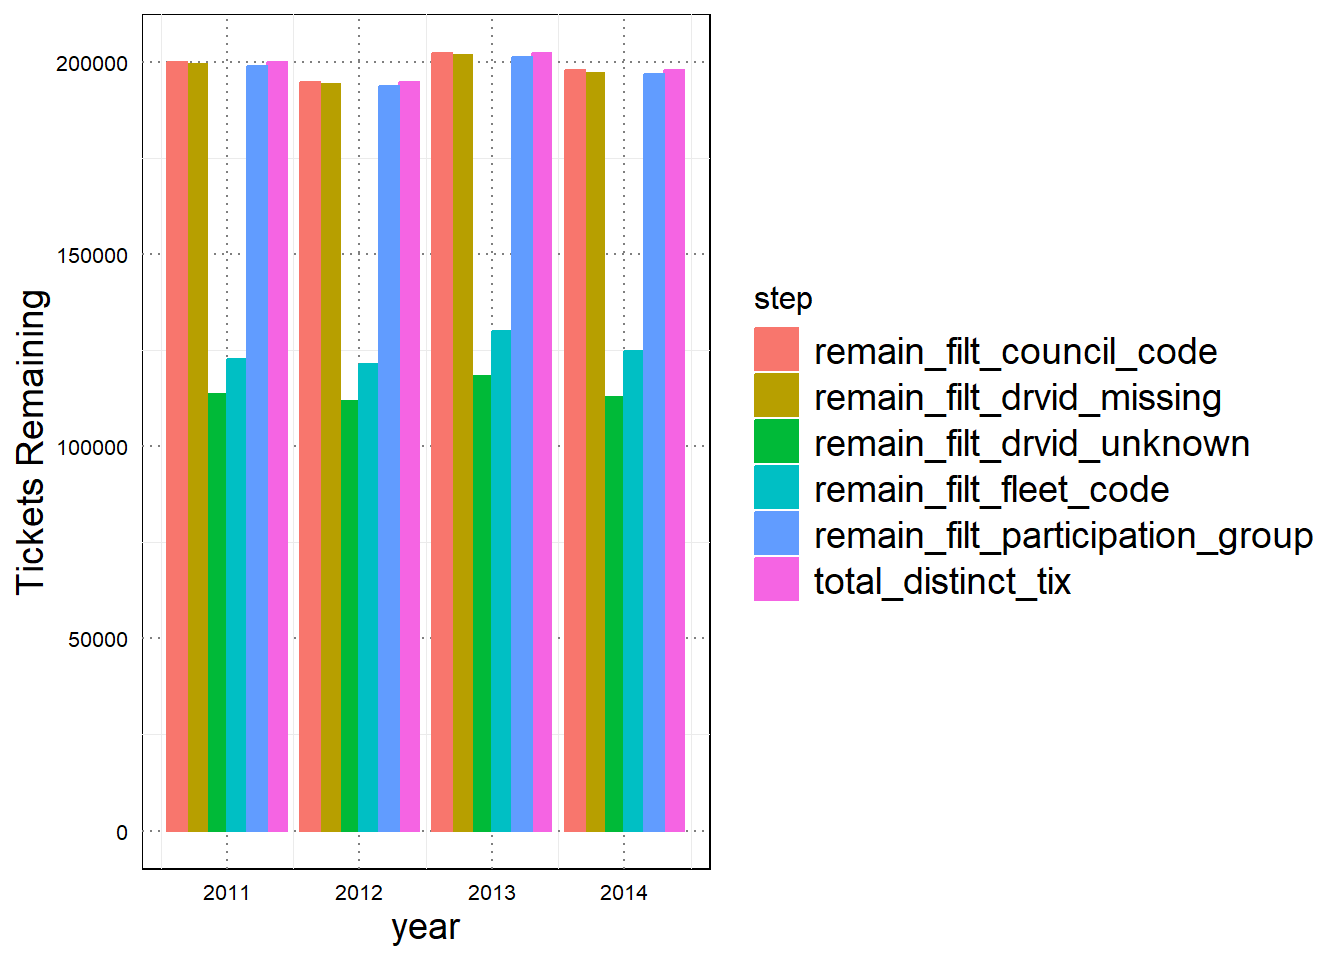 Tickets Remaining
200000
150000
100000
50000
0
2011 2012 2013 2014
year
step
remain_filt_council_code
remain_filt_drvid_missing
remain_filt_drvid_unknown
remain_filt_fleet_code
remain_filt_participation_group
total_distinct_tix